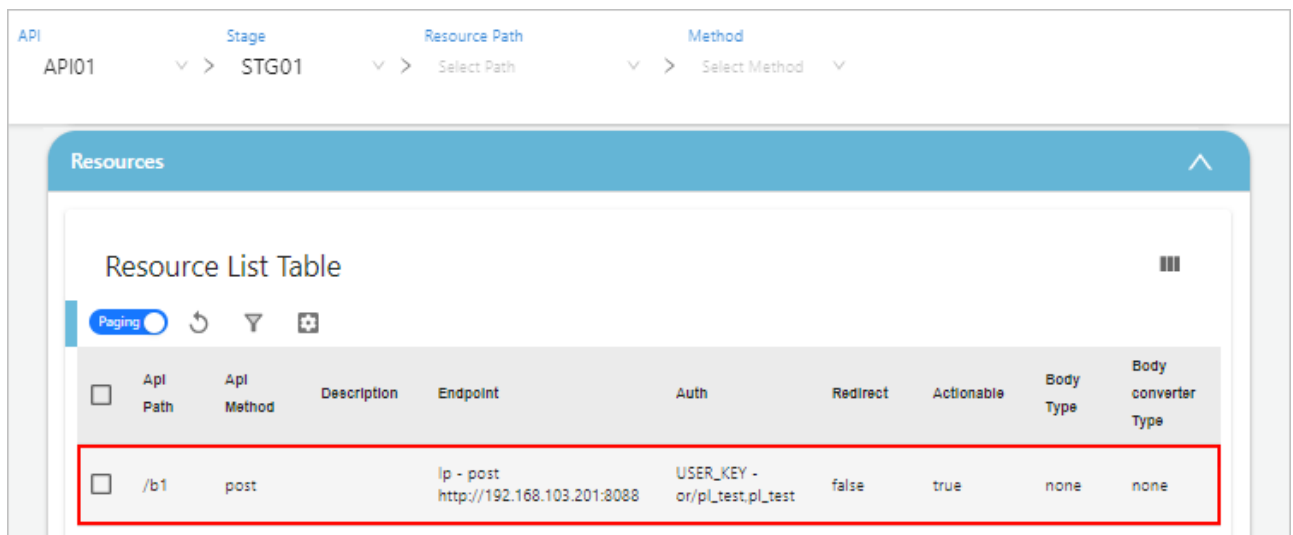 API Stage Resource Path Method
API01 > STG01 > Select Path > Select Method
Resources
Resource List Table
Paging
Api Path Api Method Description Endpoint Auth Redirect Actionable Body Type Body converter Type
/b1 post Ip - post http://192.168.103.201:8088 USER_KEY - or/pl_test,pl_test false true none none